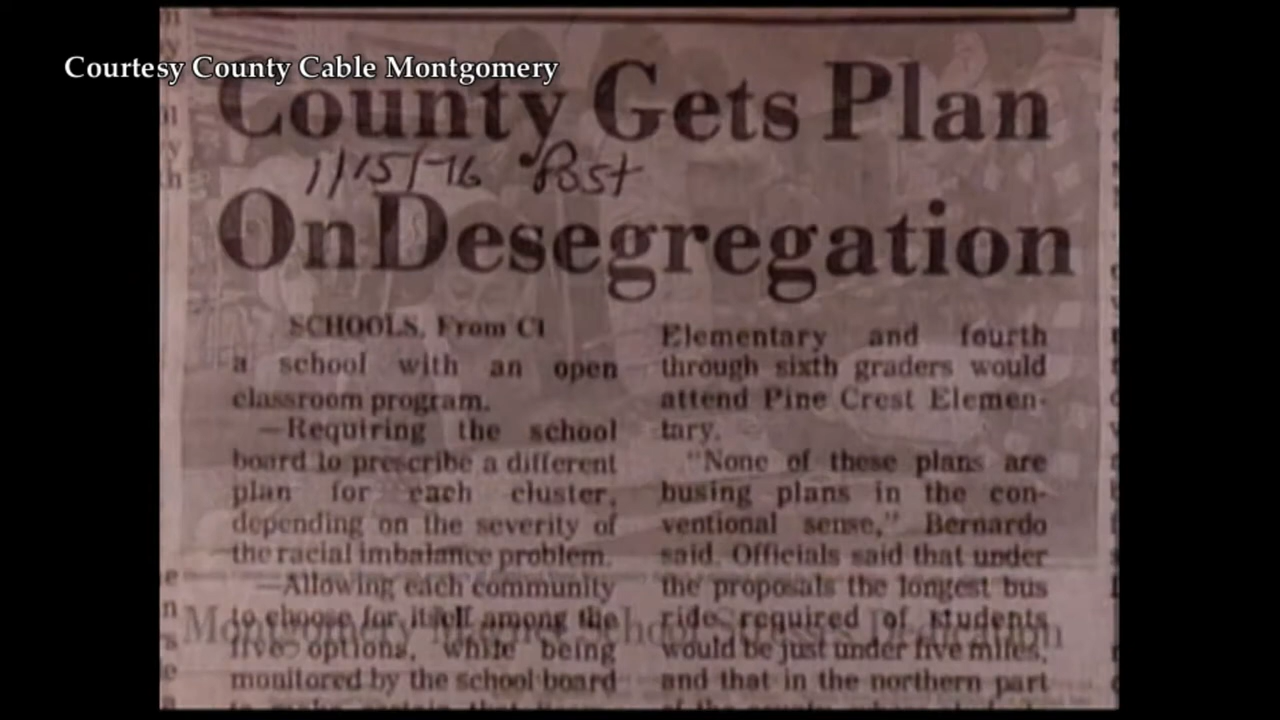 Courtesy County Cable Montgomery
County Gets Plan
1/15/76 Post
On Desegregation
SCHOOLS, From C1
a school with an open
classroom program.
—Requiring the school
board to prescribe a different
plan for each cluster,
depending on the severity of
the racial imbalance problem.
—Allowing each community
to choose for itself among the
five options, while being
monitored by the school board
Elementary and fourth
through sixth graders would
attend Pine Crest Elemen-
tary.
"None of these plans are
busing plans in the con-
ventional sense," Bernardo
said. Officials said that under
the proposals the longest bus
ride required of students
would be just under five miles,
and that in the northern part
Montgomery Magnet School Stresses Dedication